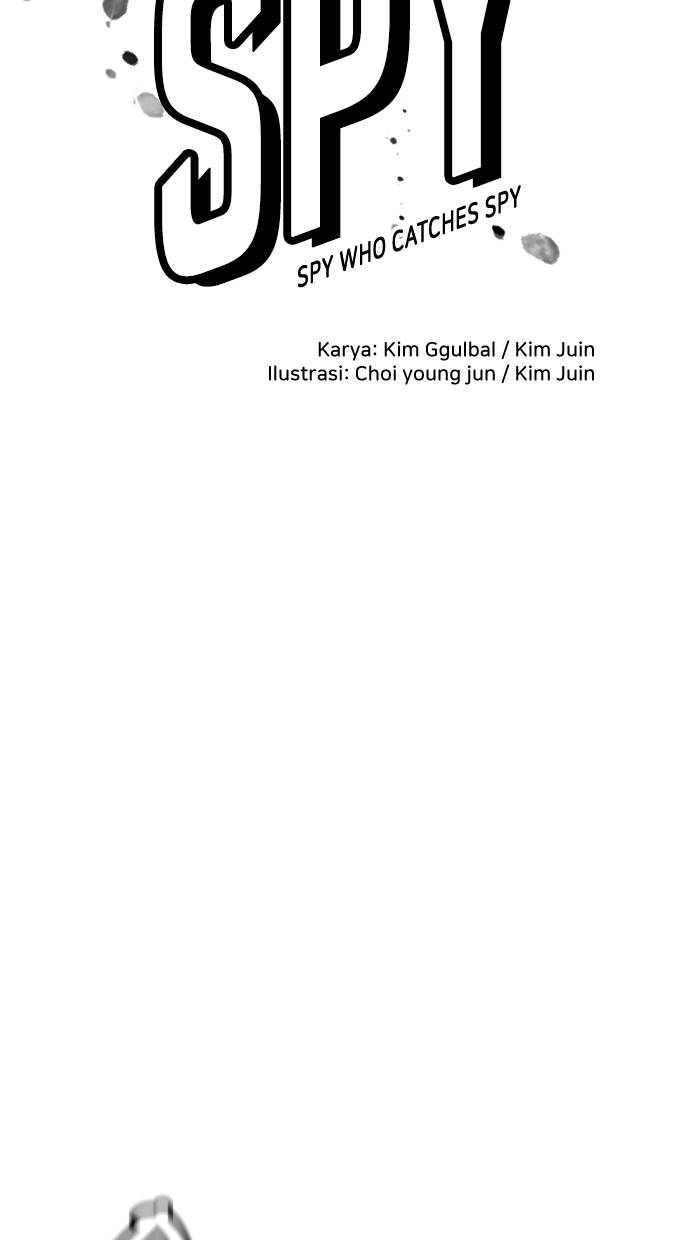 SPY
SPY WHO CATCHES SPY
Karya: Kim Ggulbal / Kim Juin
Ilustrasi: Choi young jun / Kim Juin